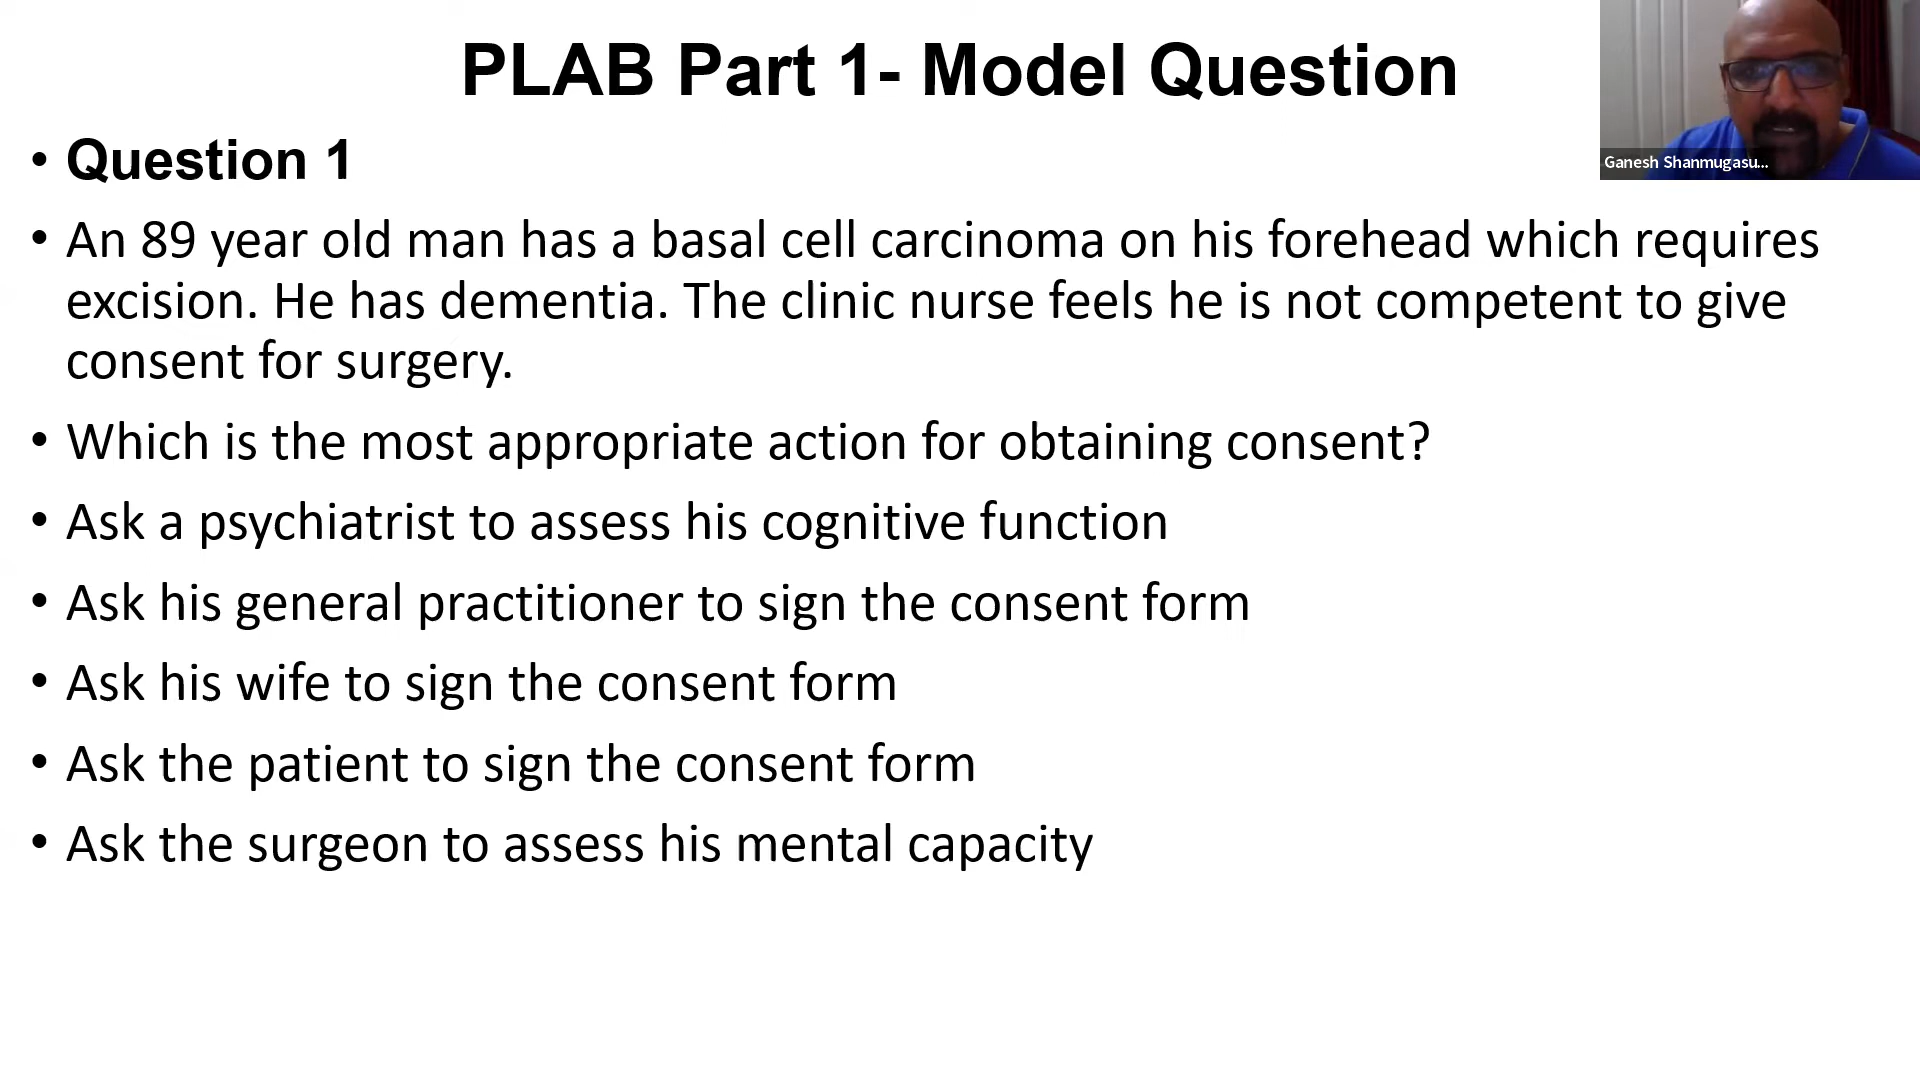 PLAB Part 1- Model Question
Ganesh Shanmugasu...
• Question 1
• An 89 year old man has a basal cell carcinoma on his forehead which requires
excision. He has dementia. The clinic nurse feels he is not competent to give
consent for surgery.
• Which is the most appropriate action for obtaining consent?
• Ask a psychiatrist to assess his cognitive function
• Ask his general practitioner to sign the consent form
• Ask his wife to sign the consent form
• Ask the patient to sign the consent form
• Ask the surgeon to assess his mental capacity